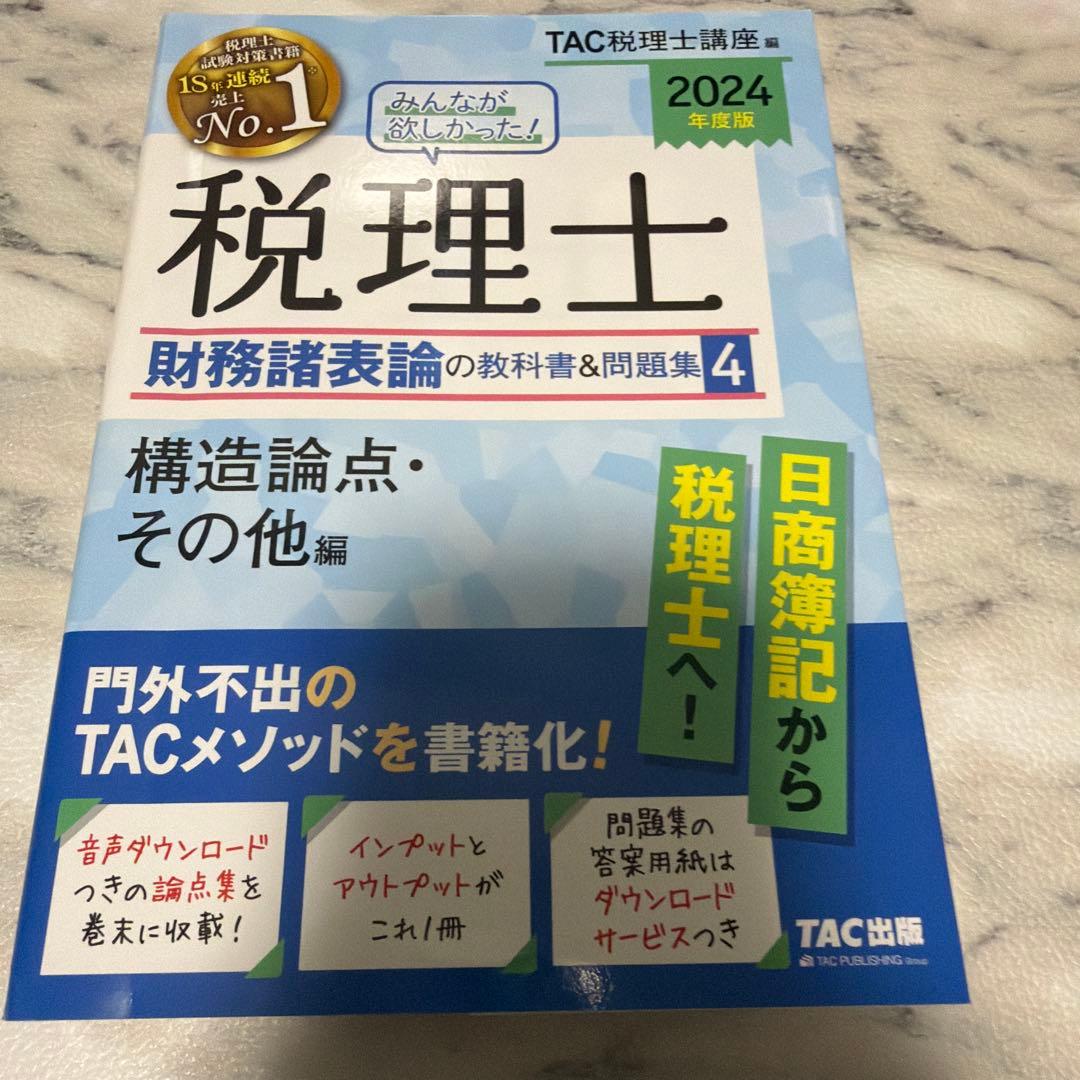 税理士
試験対策書籍
18年連続
売上
No.1※
TAC税理士講座 編
2024
年度版
みんなが
欲しかった!
税理士
財務諸表論の教科書&問題集4
構造論点・
その他編
日商簿記から
税理士へ!
門外不出の
TACメソッドを書籍化!
音声ダウンロード
つきの論点集を
巻末に収載!
インプットと
アウトプットが
これ1冊
問題集の
答案用紙は
ダウンロード
サービスつき
TAC出版
TAC PUBLISHING Group